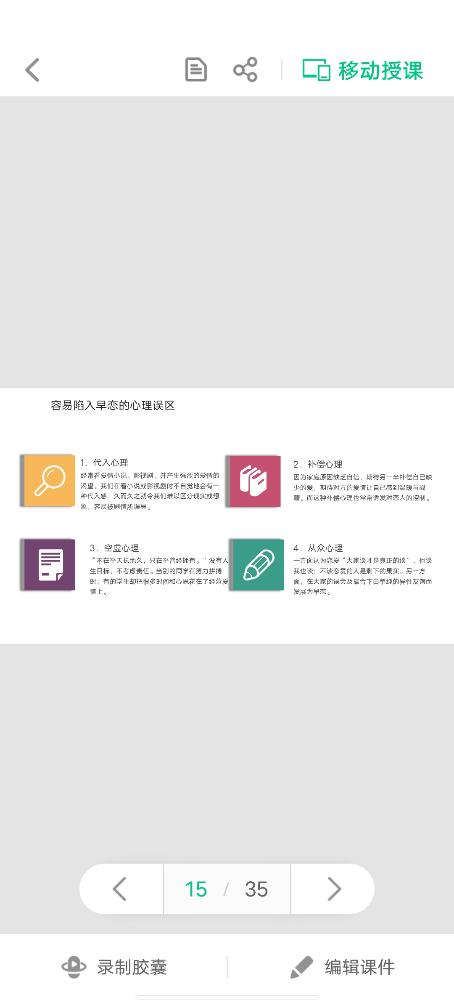 移动授课
容易陷入早恋的心理误区
1. 代入心理
经常看爱情小说、影视剧，并产生强烈的爱情的
渴望，我们在看小说或影视剧时不自觉地会有一
种代入感，久而久之就令我们难以区分现实或想
象，容易被剧情所误导。
2. 补偿心理
因为家庭原因缺乏自信，期待另一半补偿自己缺
少的爱，期待对方的爱情让自己感到温暖与慰
藉。而这种补偿心理也常常诱发对恋人的控制。
3. 空虚心理
“不在乎天长地久，只在乎曾经拥有。”没有人
生目标，不考虑责任。当别的同学在努力拼搏
时，有的学生却把很多时间和心思花在了经营爱
情上。
4. 从众心理
一方面认为恋爱“大家谈才是真正的谈”，他谈
我也谈；不谈恋爱的人是剩下的果实。另一方
面，在大家的误会及撮合下由单纯的异性友谊而
发展为早恋。
15 / 35
录制胶囊
编辑课件